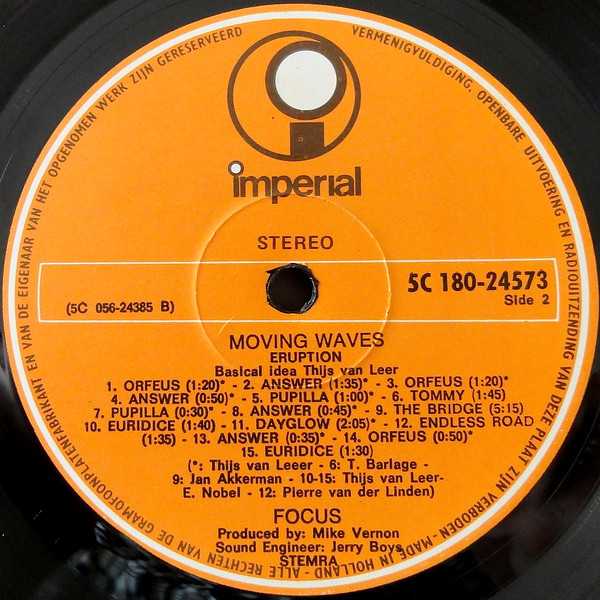 VERMENIGVULDIGING, OPENBARE UITVOERING EN RADIOUITZENDING VAN DEZE PLAAT ZIJN VERBODEN - MADE IN HOLLAND - ALLE RECHTEN VAN DE GRAMOFOONPLATENFABRIKANT EN VAN DE EIGENAAR VAN HET OPGENOMEN WERK ZIJN GERESERVEERD
imperial
STEREO
5C 180-24573
(5C 056-24385 B)
Side 2
MOVING WAVES
ERUPTION
Basical idea Thijs van Leer
1. ORFEUS (1:20)* - 2. ANSWER (1:35)* - 3. ORFEUS (1:20)*
4. ANSWER (0:50)* - 5. PUPILLA (1:00)* - 6. TOMMY (1:45)
7. PUPILLA (0:30)* - 8. ANSWER (0:45)* - 9. THE BRIDGE (5:15)
10. EURIDICE (1:40) - 11. DAYGLOW (2:05)* - 12. ENDLESS ROAD
(1:35) - 13. ANSWER (0:35)* - 14. ORFEUS (0:50)*
15. EURIDICE (1:30)
(*: Thijs van Leeer - 6: T. Barlage -
9: Jan Akkerman - 10-15: Thijs van Leer-
E. Nobel - 12: Pierre van der Linden)
FOCUS
Produced by: Mike Vernon
Sound Engineer: Jerry Boys
STEMRA